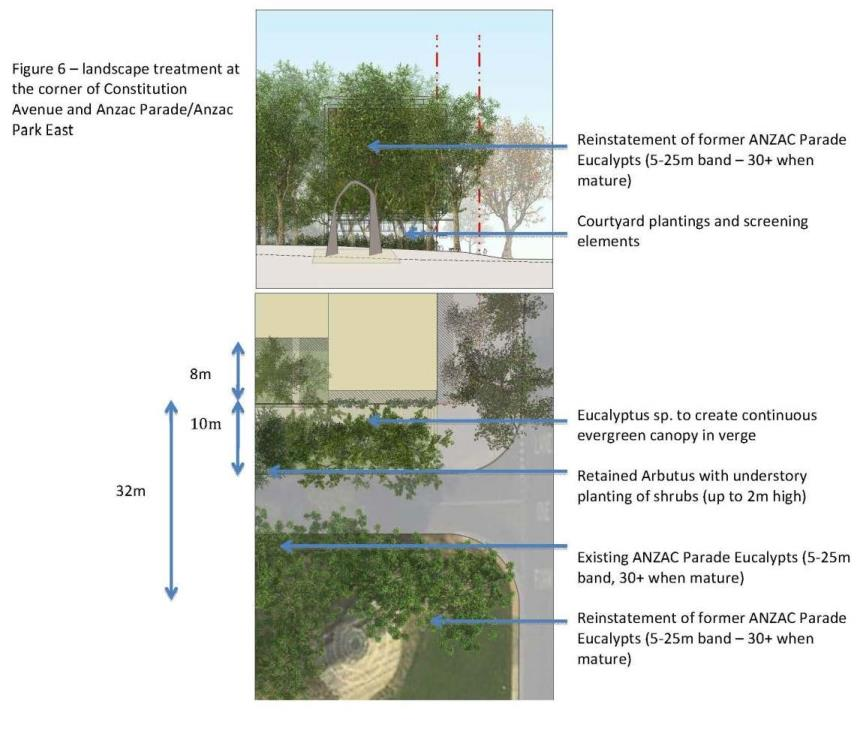 Figure 6 – landscape treatment at
the corner of Constitution
Avenue and Anzac Parade/Anzac
Park East
Reinstatement of former ANZAC Parade
Eucalypts (5-25m band – 30+ when
mature)
Courtyard plantings and screening
elements
8m
10m
32m
Eucalyptus sp. to create continuous
evergreen canopy in verge
Retained Arbutus with understory
planting of shrubs (up to 2m high)
Existing ANZAC Parade Eucalypts (5-25m
band, 30+ when mature)
Reinstatement of former ANZAC Parade
Eucalypts (5-25m band – 30+ when
mature)